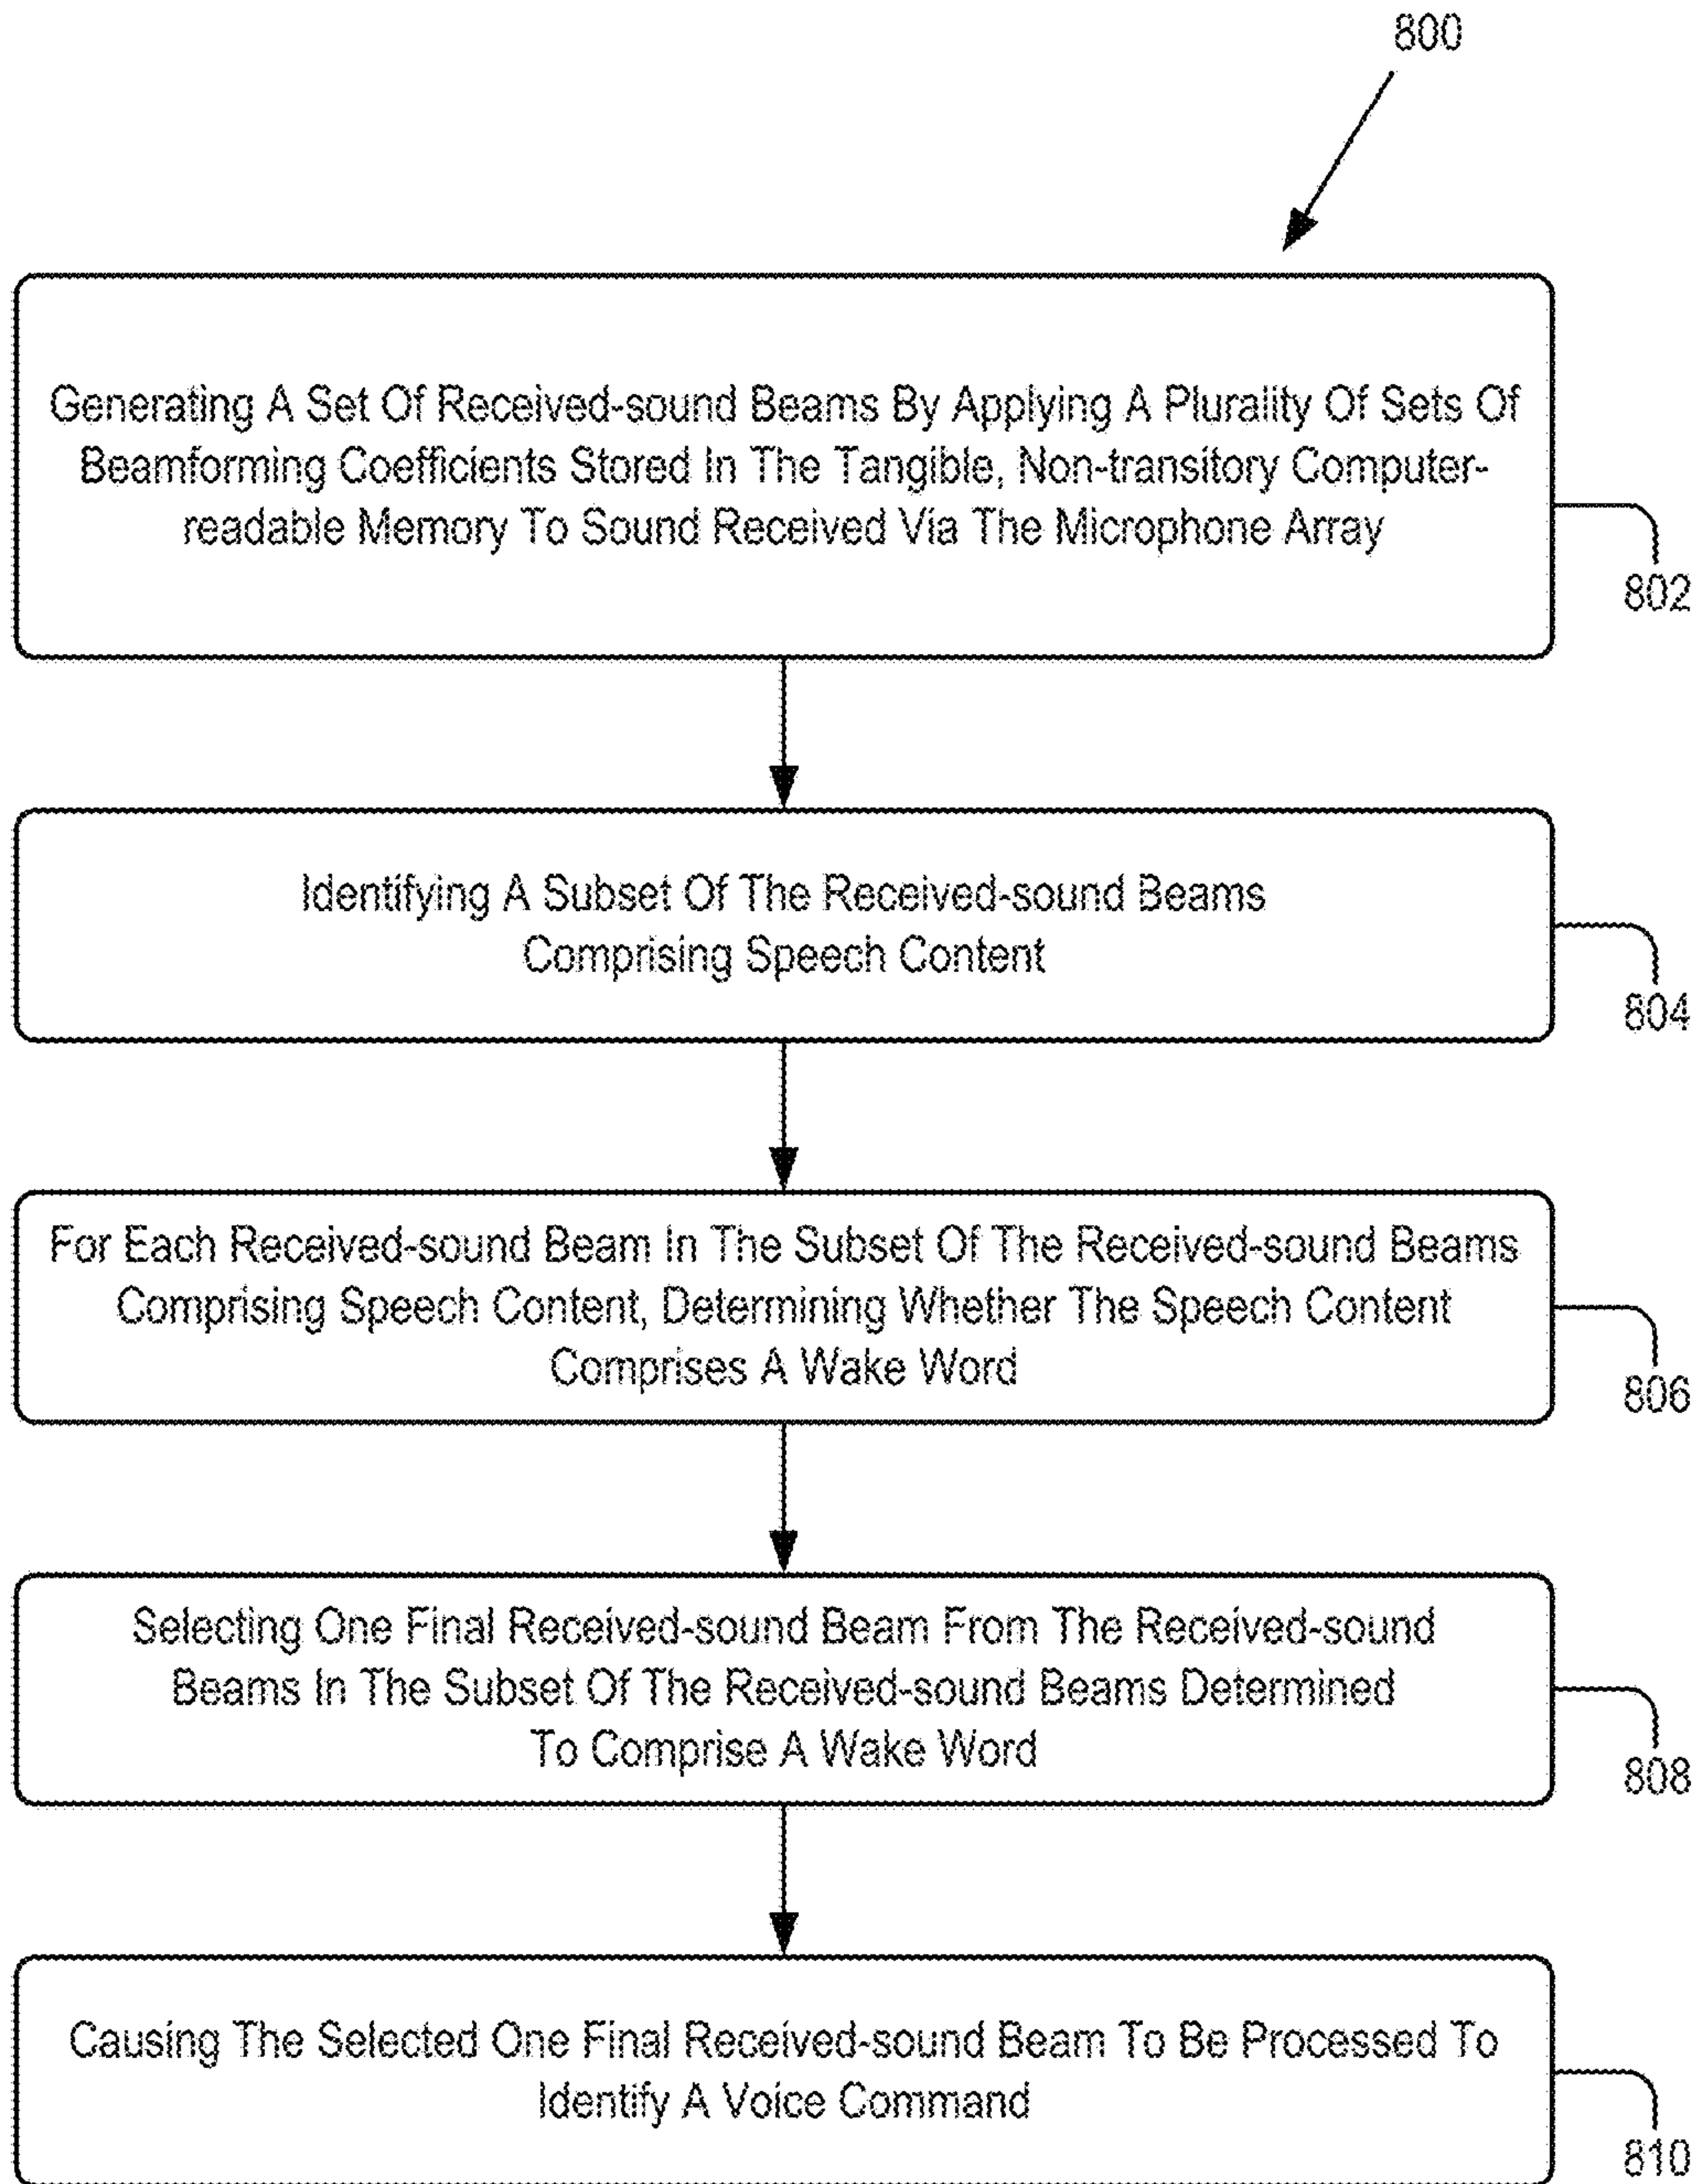 800
Generating A Set Of Received-sound Beams By Applying A Plurality Of Sets Of
Beamforming Coefficients Stored In The Tangible, Non-transitory Computer-
readable Memory To Sound Received Via The Microphone Array
802
Identifying A Subset Of The Received-sound Beams
Comprising Speech Content
804
For Each Received-sound Beam In The Subset Of The Received-sound Beams
Comprising Speech Content, Determining Whether The Speech Content
Comprises A Wake Word
806
Selecting One Final Received-sound Beam From The Received-sound
Beams In The Subset Of The Received-sound Beams Determined
To Comprise A Wake Word
808
Causing The Selected One Final Received-sound Beam To Be Processed To
Identify A Voice Command
810